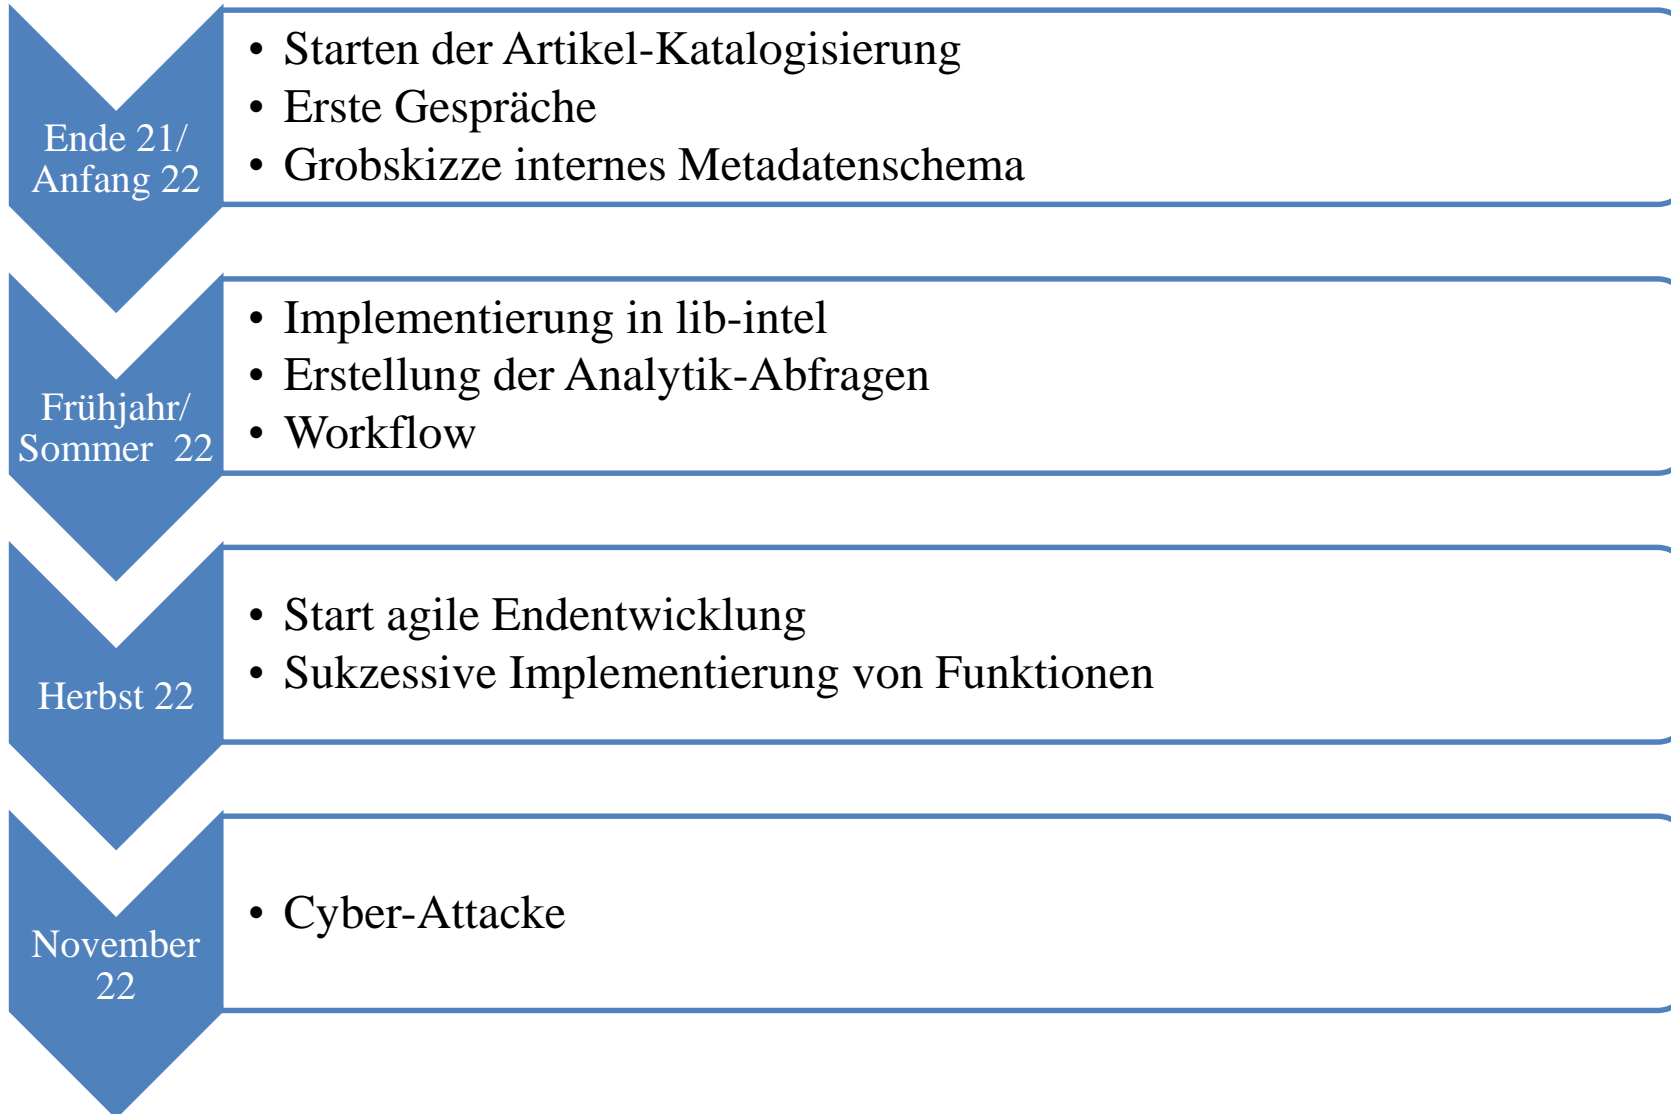 Ende 21/
Anfang 22
• Starten der Artikel-Katalogisierung
• Erste Gespräche
• Grobskizze internes Metadatenschema
Frühjahr/
Sommer 22
• Implementierung in lib-intel
• Erstellung der Analytik-Abfragen
• Workflow
Herbst 22
• Start agile Endentwicklung
• Sukzessive Implementierung von Funktionen
November
22
• Cyber-Attacke